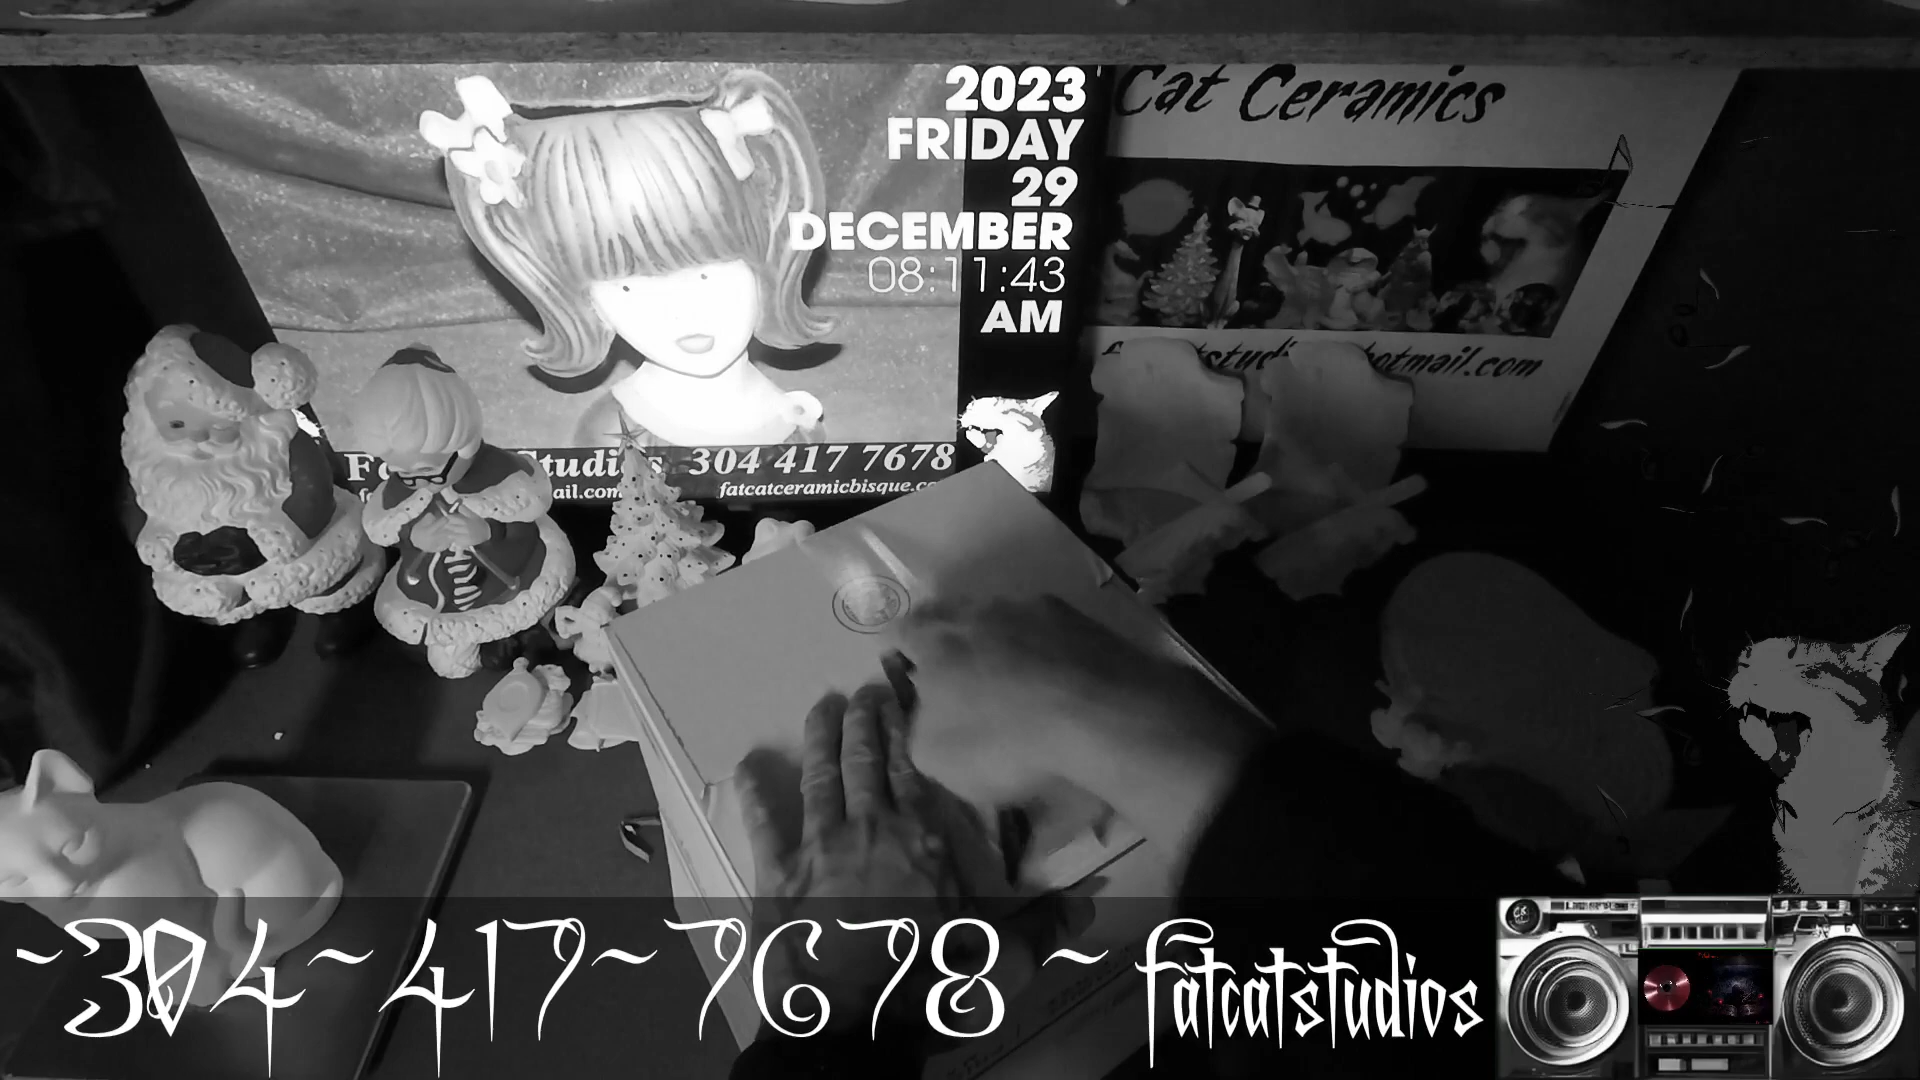 2023
FRIDAY
29
DECEMBER
08:11:43
AM
Cat Ceramics
hotmail.com
304 417 7678
fatcatceramicbisque.co
~304~417~7678 ~ fatcatstudios